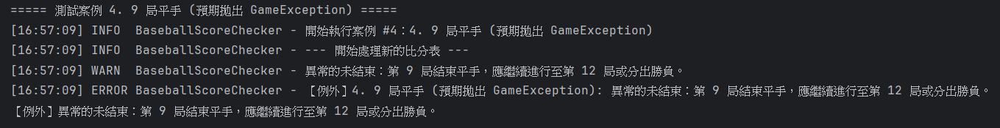 ===== 測試案例 4. 9 局平手 (預期拋出 GameException) =====
[16:57:09] INFO  BaseballScoreChecker - 開始執行案例 #4：4. 9 局平手 (預期拋出 GameException)
[16:57:09] INFO  BaseballScoreChecker - --- 開始處理新的比分表 ---
[16:57:09] WARN  BaseballScoreChecker - 異常的未結束：第 9 局結束平手，應繼續進行至第 12 局或分出勝負。
[16:57:09] ERROR BaseballScoreChecker - 【例外】4. 9 局平手 (預期拋出 GameException): 異常的未結束：第 9 局結束平手，應繼續進行至第 12 局或分出勝負。
【例外】異常的未結束：第 9 局結束平手，應繼續進行至第 12 局或分出勝負。